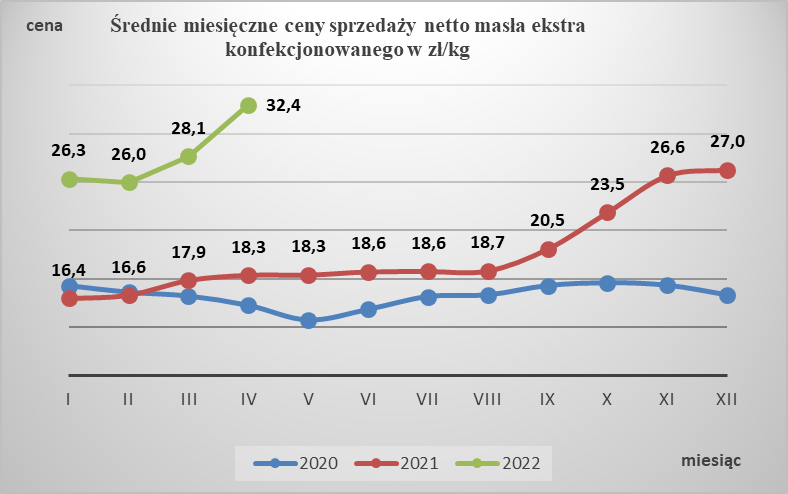 cena
Średnie miesięczne ceny sprzedaży netto masła ekstra
konfekcjonowanego w zł/kg
32,4
28,1
26,3
26,0
27,0
26,6
23,5
20,5
18,3
18,3
18,6
18,6
18,7
17,9
16,4
16,6
I II III IV V VI VII VIII IX X XI XII
2020 2021 2022
miesiąc